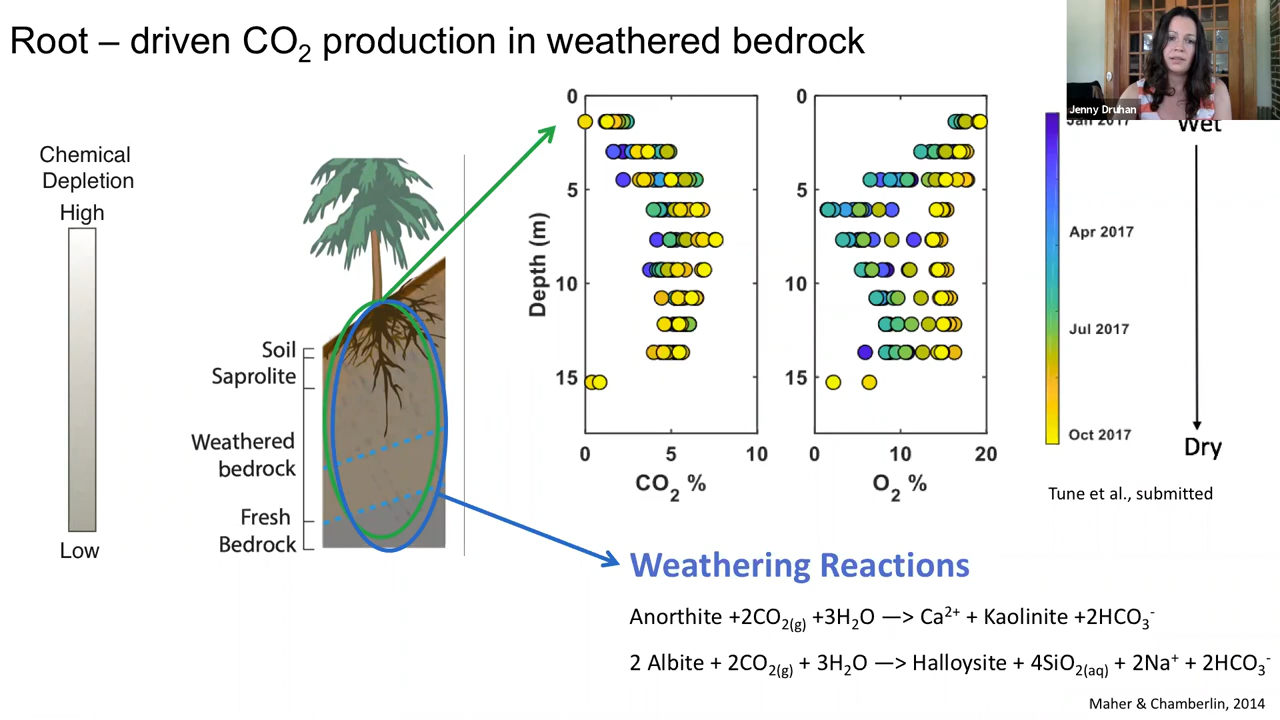 Root – driven CO₂ production in weathered bedrock
Jenny Druhan
Chemical
Depletion
High
Low
Soil
Saprolite
Weathered
bedrock
Fresh
Bedrock
0
5
10
15
Depth (m)
0 5 10
CO₂ %
0
5
10
15
0 10 20
O₂ %
Jan 2017
Apr 2017
Jul 2017
Oct 2017
Wet
Dry
Tune et al., submitted
Weathering Reactions
Anorthite +2CO₂₍g₎ +3H₂O —> Ca²⁺ + Kaolinite +2HCO₃⁻
2 Albite + 2CO₂₍g₎ + 3H₂O —> Halloysite + 4SiO₂₍aq₎ + 2Na⁺ + 2HCO₃⁻
Maher & Chamberlin, 2014